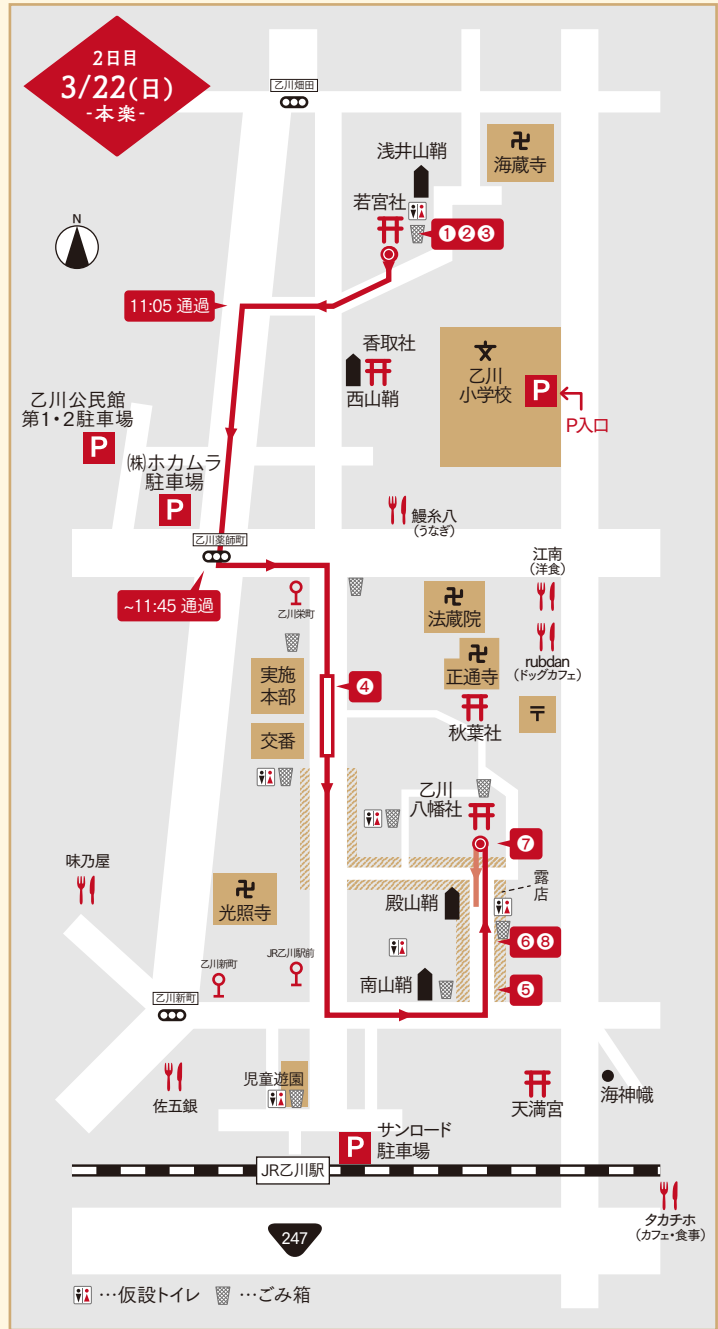 2日目
3/22(日)
-本楽-
乙川畑田
N
浅井山鞘
卍
海蔵寺
若宮社
❶❷❸
11:05 通過
香取社
西山鞘
文
乙川
小学校
P
P入口
乙川公民館
第1・2駐車場
P
㈱ホカムラ
駐車場
P
鰻糸八
(うなぎ)
乙川薬師町
~11:45 通過
江南
(洋食)
乙川栄町
卍
法蔵院
rubdan
(ドッグカフェ)
卍
正通寺
実施
本部
❹
秋葉社
〒
交番
乙川
八幡社
❼
味乃屋
卍
光照寺
殿山鞘
露店
❻❽
乙川新町
JR乙川駅前
南山鞘
❺
乙川新町
児童遊園
佐五銀
天満宮
海神幟
サンロード
駐車場
P
JR乙川駅
タカチホ
(カフェ・食事)
247
…仮設トイレ …ごみ箱